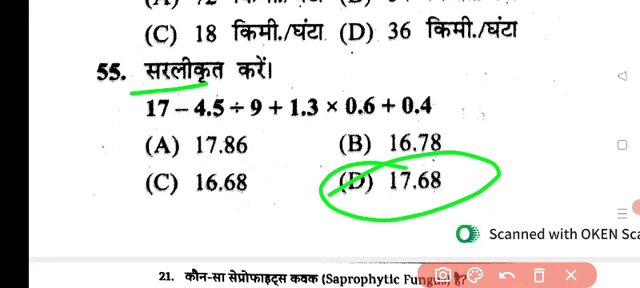 (C) 18 किमी./घंटा (D) 36 किमी./घंटा
55. सरलीकृत करें।
17 – 4.5 ÷ 9 + 1.3 × 0.6 + 0.4
(A) 17.86 (B) 16.78
(C) 16.68 (D) 17.68
Scanned with OKEN
21. कौन-सा सेप्रोफाइट्स कवक (Saprophytic Fungus) है?